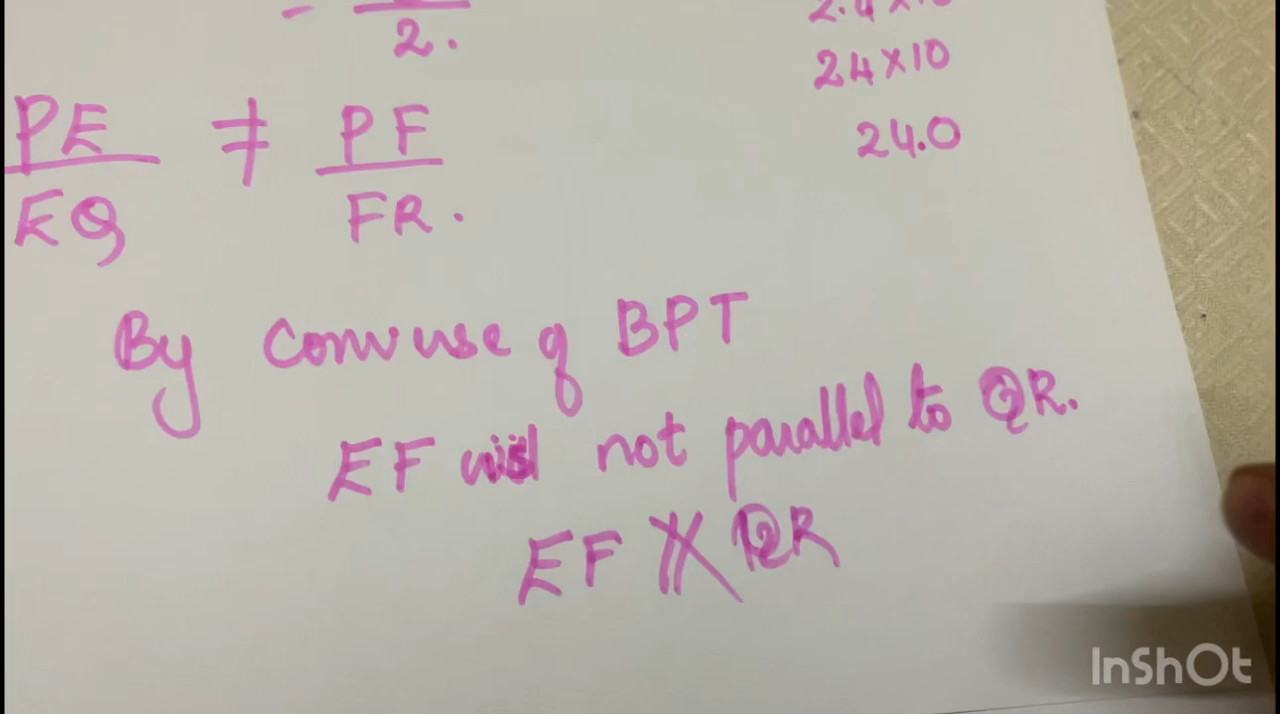 2.
24×10
PE/EQ ≠ PF/FR.
24.0
By Converse of BPT
EF is not parallel to QR.
EF ∦ QR
InShOt